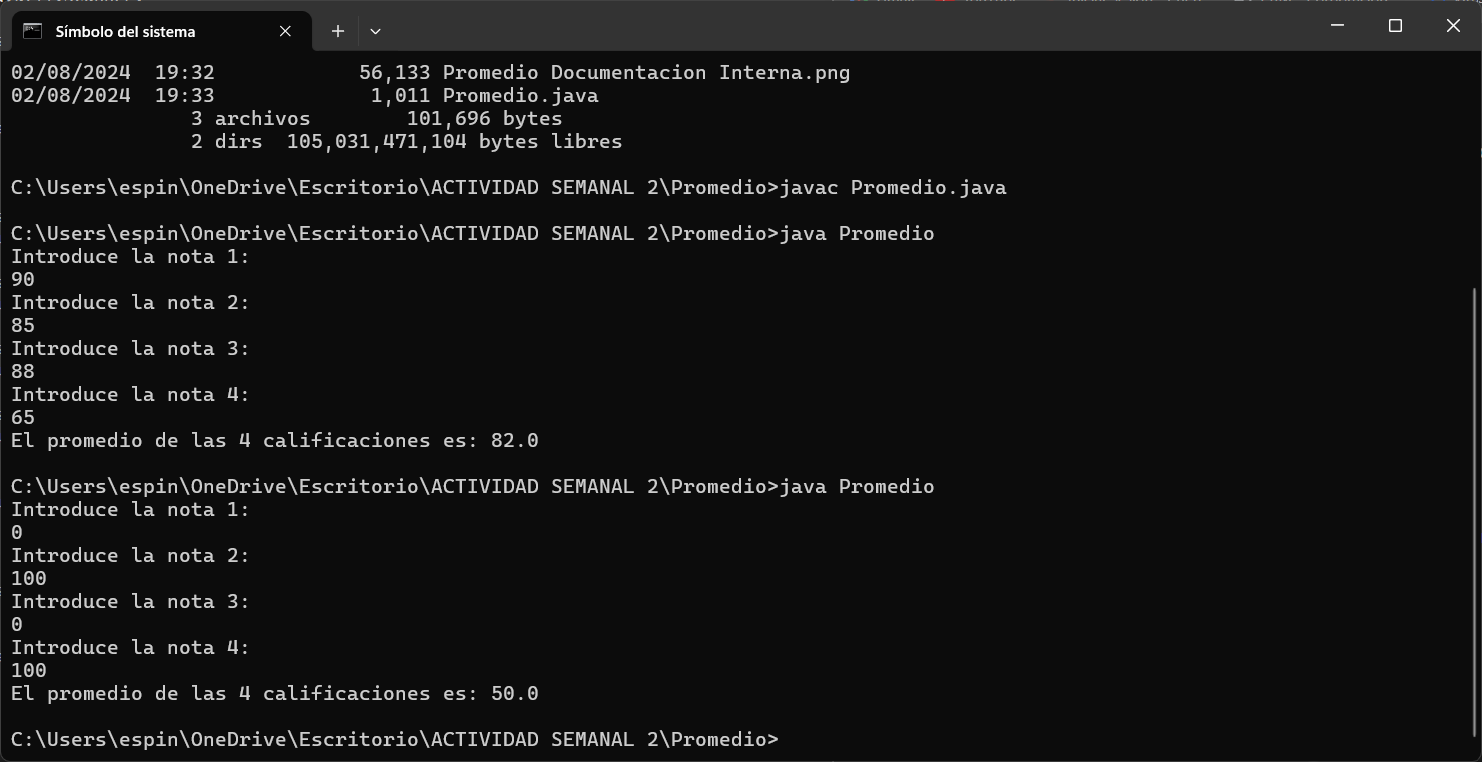 Símbolo del sistema
02/08/2024  19:32            56,133 Promedio Documentacion Interna.png
02/08/2024  19:33             1,011 Promedio.java
               3 archivos        101,696 bytes
               2 dirs  105,031,471,104 bytes libres
C:\Users\espin\OneDrive\Escritorio\ACTIVIDAD SEMANAL 2\Promedio>javac Promedio.java
C:\Users\espin\OneDrive\Escritorio\ACTIVIDAD SEMANAL 2\Promedio>java Promedio
Introduce la nota 1:
90
Introduce la nota 2:
85
Introduce la nota 3:
88
Introduce la nota 4:
65
El promedio de las 4 calificaciones es: 82.0
C:\Users\espin\OneDrive\Escritorio\ACTIVIDAD SEMANAL 2\Promedio>java Promedio
Introduce la nota 1:
0
Introduce la nota 2:
100
Introduce la nota 3:
0
Introduce la nota 4:
100
El promedio de las 4 calificaciones es: 50.0
C:\Users\espin\OneDrive\Escritorio\ACTIVIDAD SEMANAL 2\Promedio>